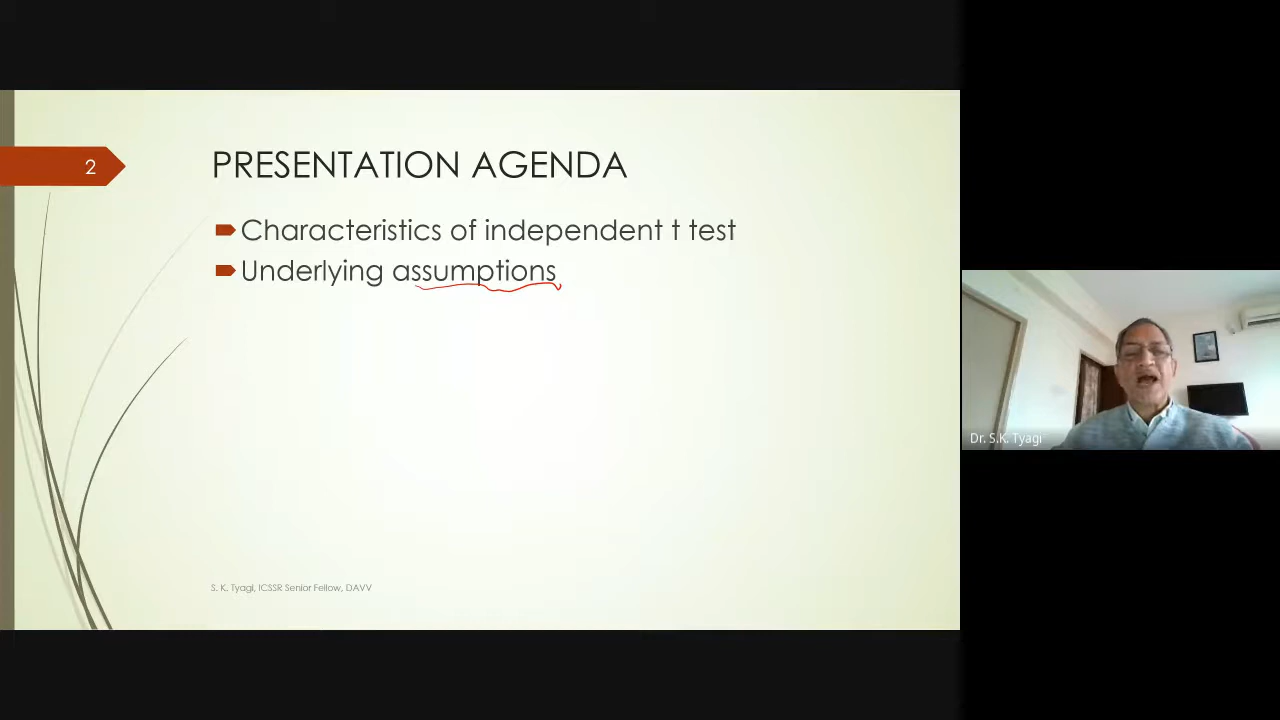 2
PRESENTATION AGENDA
Characteristics of independent t test
Underlying assumptions
S. K. Tyagi, ICSSR Senior Fellow, DAVV
Dr. S.K. Tyagi